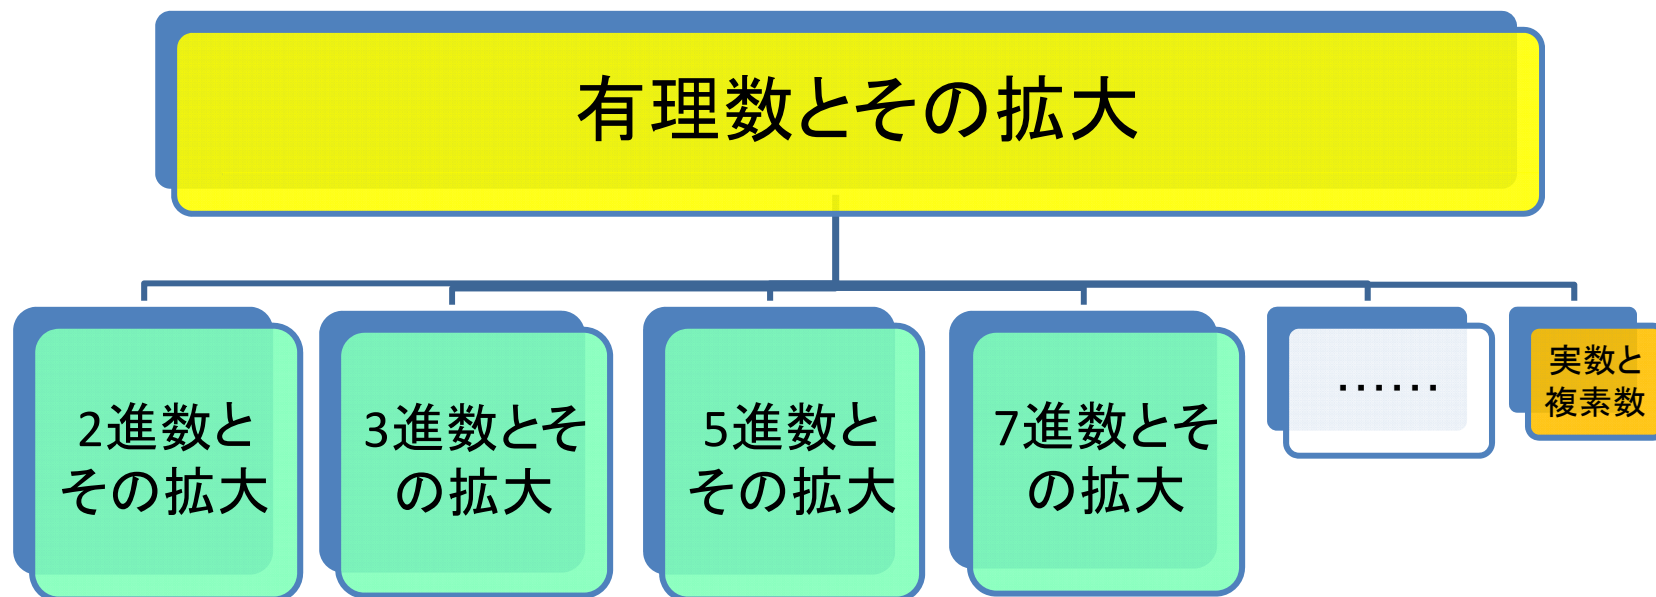 有理数とその拡大
2進数と
その拡大
3進数とそ
の拡大
5進数と
その拡大
7進数とそ
の拡大
……
実数と
複素数